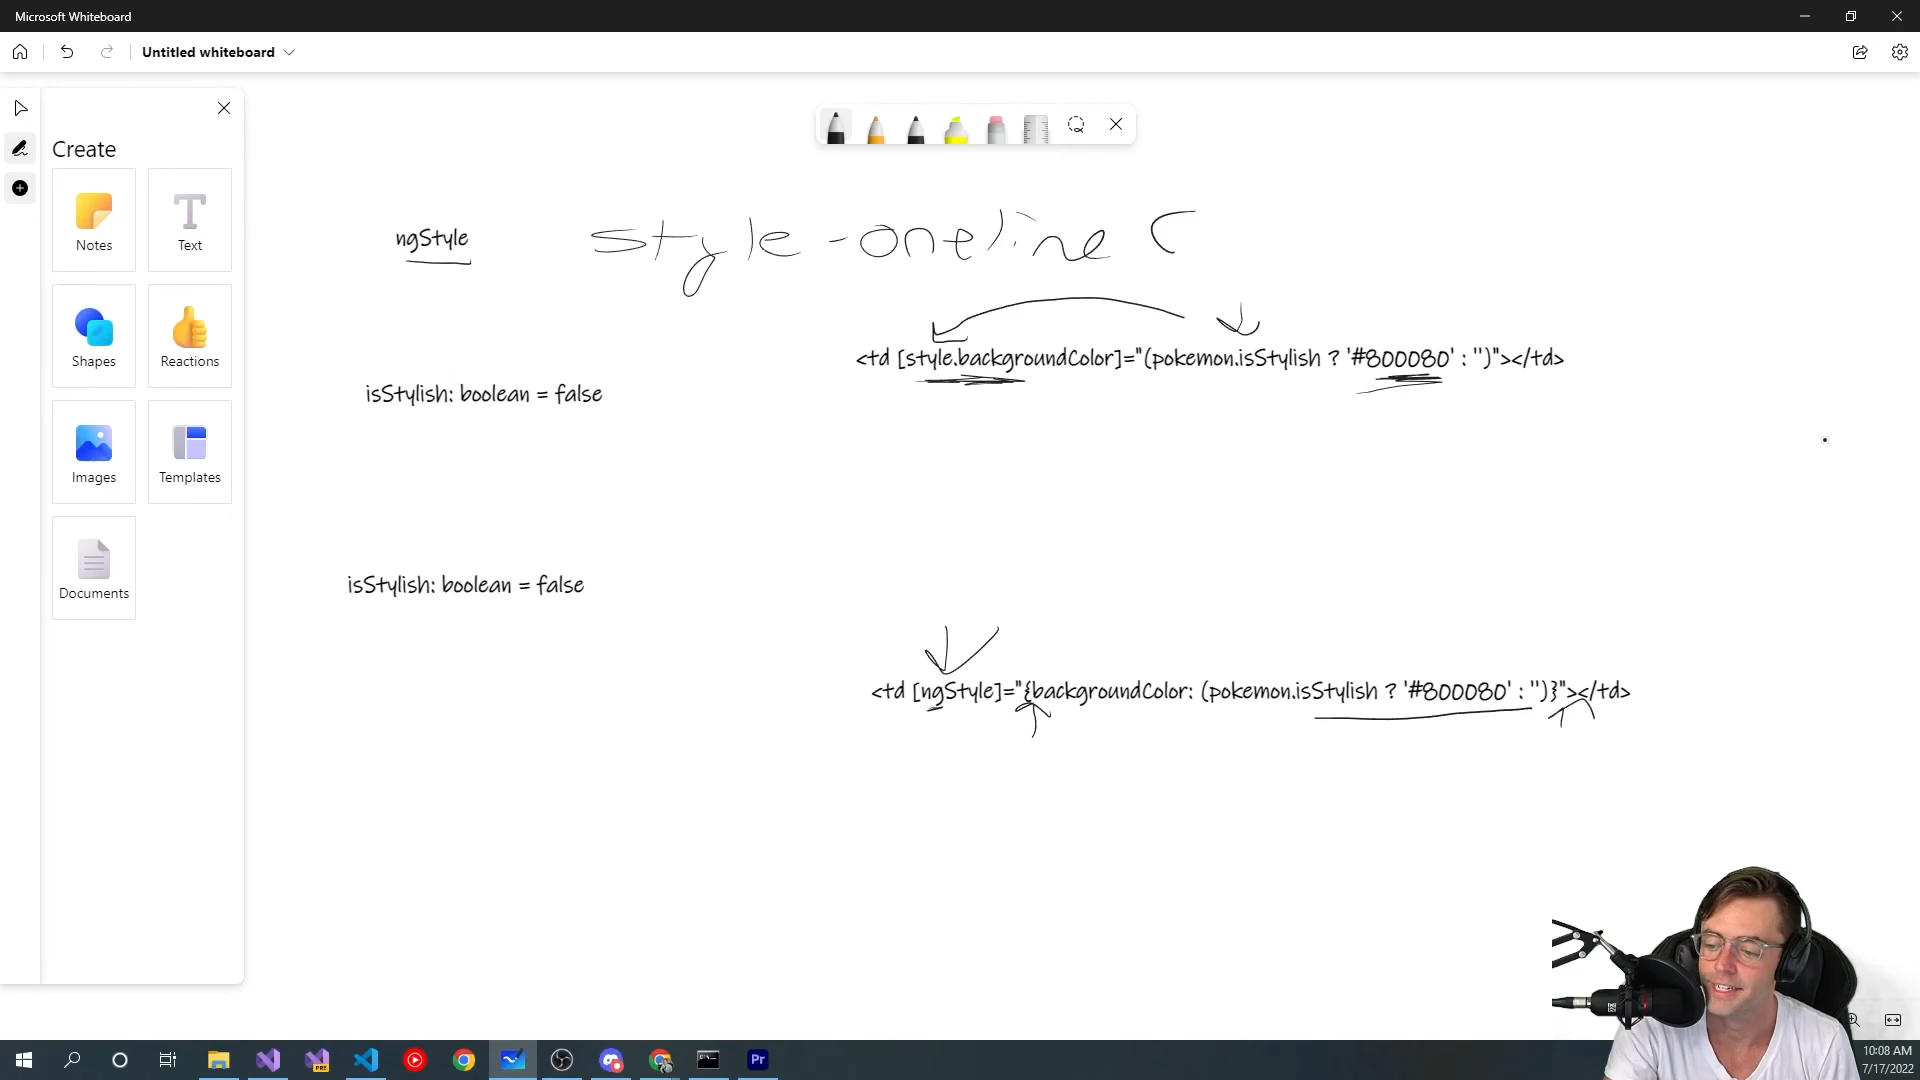 Microsoft Whiteboard
Untitled whiteboard
Create
Notes
Text
Shapes
Reactions
Images
Templates
Documents
ngStyle
style-oneline
<td [style.backgroundColor]="(pokemon.isStylish ? '#800080' : '')"></td>
isStylish: boolean = false
isStylish: boolean = false
<td [ngStyle]="{backgroundColor: (pokemon.isStylish ? '#800080' : '')}"></td>
PRE
Pr
10:08 AM
7/17/2022